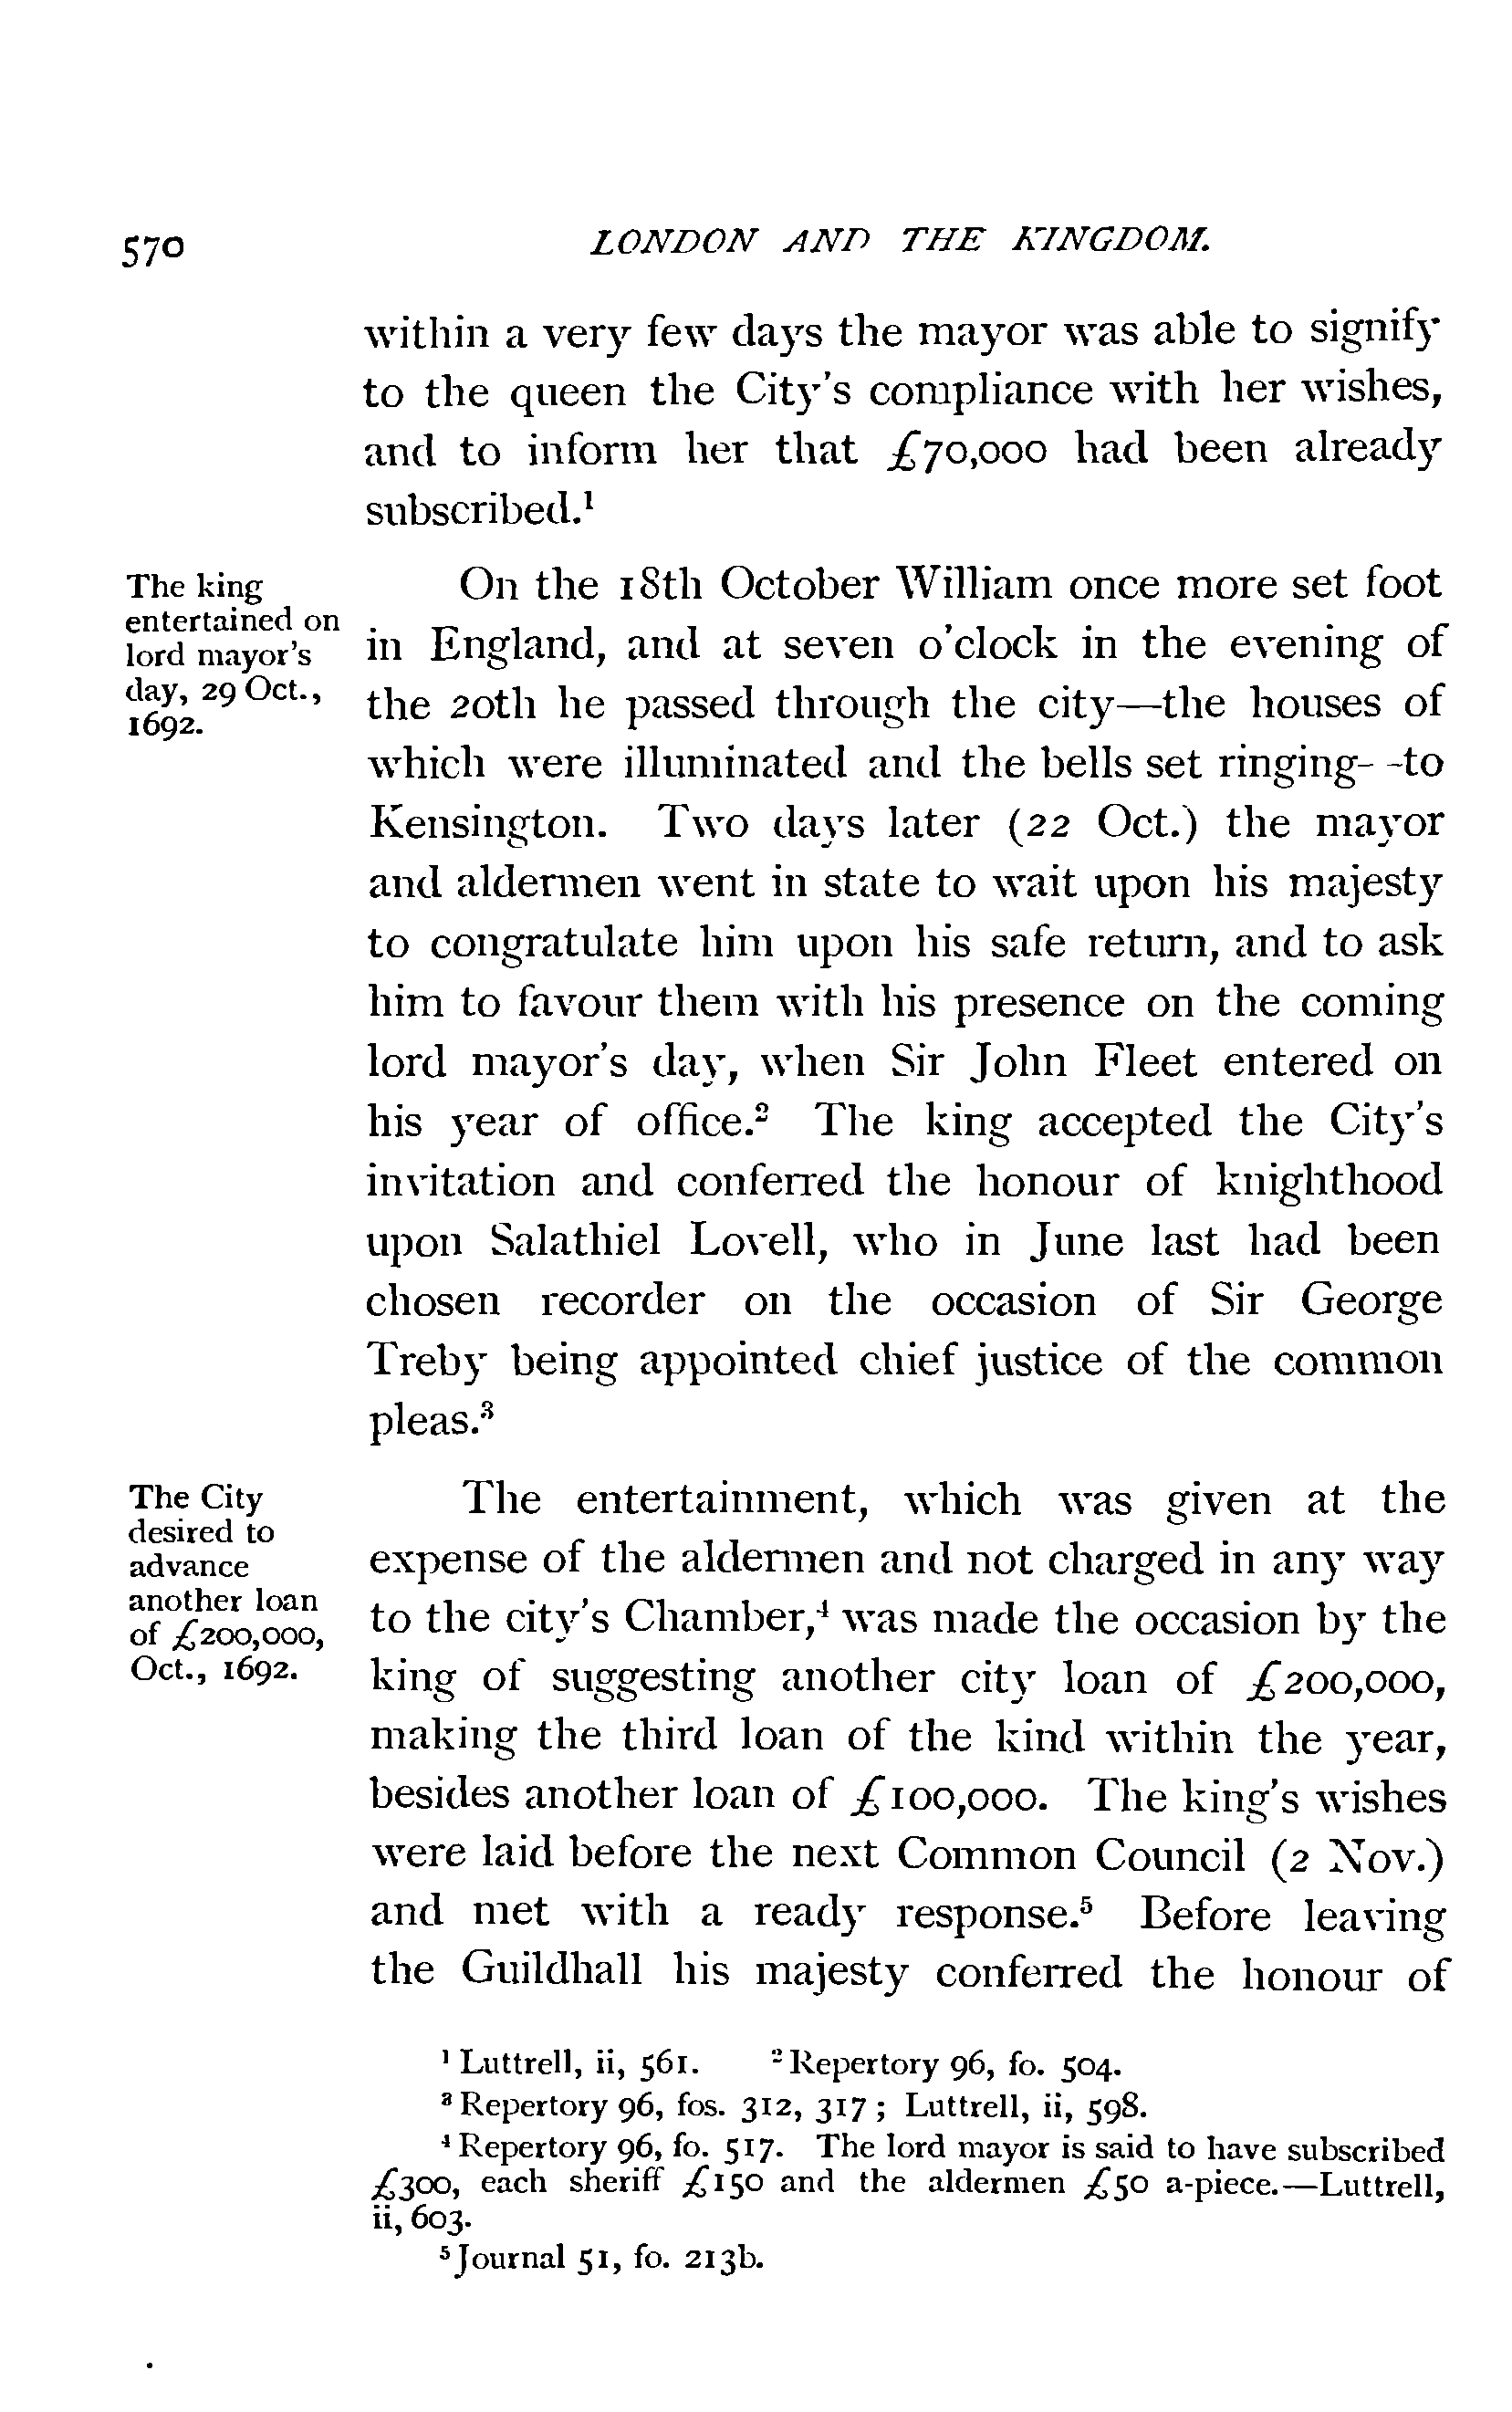 570
LONDON AND THE KINGDOM.
within a very few days the mayor was able to signify
to the queen the City's compliance with her wishes,
and to inform her that £70,000 had been already
subscribed.¹
The king
entertained on
lord mayor's
day, 29 Oct.,
1692.
On the 18th October William once more set foot
in England, and at seven o'clock in the evening of
the 20th he passed through the city—the houses of
which were illuminated and the bells set ringing- -to
Kensington. Two days later (22 Oct.) the mayor
and aldermen went in state to wait upon his majesty
to congratulate him upon his safe return, and to ask
him to favour them with his presence on the coming
lord mayor's day, when Sir John Fleet entered on
his year of office.² The king accepted the City's
invitation and conferred the honour of knighthood
upon Salathiel Lovell, who in June last had been
chosen recorder on the occasion of Sir George
Treby being appointed chief justice of the common
pleas.³
The City
desired to
advance
another loan
of £200,000,
Oct., 1692.
The entertainment, which was given at the
expense of the aldermen and not charged in any way
to the city's Chamber,⁴ was made the occasion by the
king of suggesting another city loan of £200,000,
making the third loan of the kind within the year,
besides another loan of £100,000. The king's wishes
were laid before the next Common Council (2 Nov.)
and met with a ready response.⁵ Before leaving
the Guildhall his majesty conferred the honour of
¹ Luttrell, ii, 561. ² Repertory 96, fo. 504.
³ Repertory 96, fos. 312, 317; Luttrell, ii, 598.
⁴ Repertory 96, fo. 517. The lord mayor is said to have subscribed
£300, each sheriff £150 and the aldermen £50 a-piece.—Luttrell,
ii, 603.
⁵ Journal 51, fo. 213b.